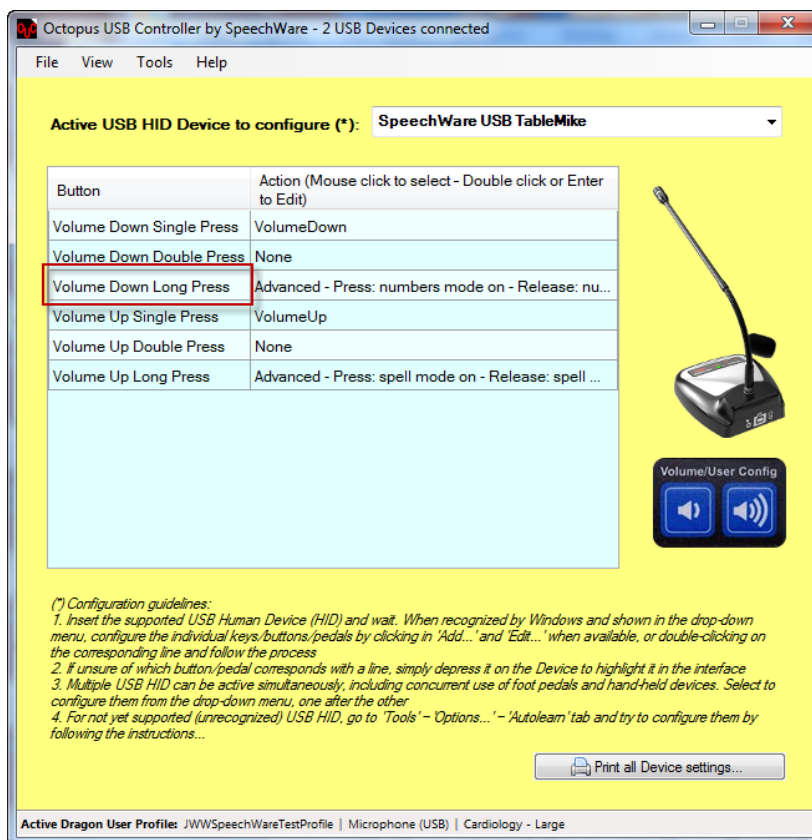 Octopus USB Controller by SpeechWare - 2 USB Devices connected
File View Tools Help
Active USB HID Device to configure (*): SpeechWare USB TableMike
Button Action (Mouse click to select - Double click or Enter
to Edit)
Volume Down Single Press VolumeDown
Volume Down Double Press None
Volume Down Long Press Advanced - Press: numbers mode on - Release: nu...
Volume Up Single Press VolumeUp
Volume Up Double Press None
Volume Up Long Press Advanced - Press: spell mode on - Release: spell ...
Volume/User Config
(*) Configuration guidelines:
1. Insert the supported USB Human Device (HID) and wait. When recognized by Windows and shown in the drop-down
menu, configure the individual keys/buttons/pedals by clicking in 'Add...' and 'Edit...' when available, or double-clicking on
the corresponding line and follow the process
2. If unsure of which button/pedal corresponds with a line, simply depress it on the Device to highlight it in the interface
3. Multiple USB HID can be active simultaneously, including concurrent use of foot pedals and hand-held devices. Select to
configure them from the drop-down menu, one after the other
4. For not yet supported (unrecognized) USB HID, go to 'Tools' - 'Options...' - 'Autolearn' tab and try to configure them by
following the instructions...
Print all Device settings...
Active Dragon User Profile: JWWSpeechWareTestProfile | Microphone (USB) | Cardiology - Large